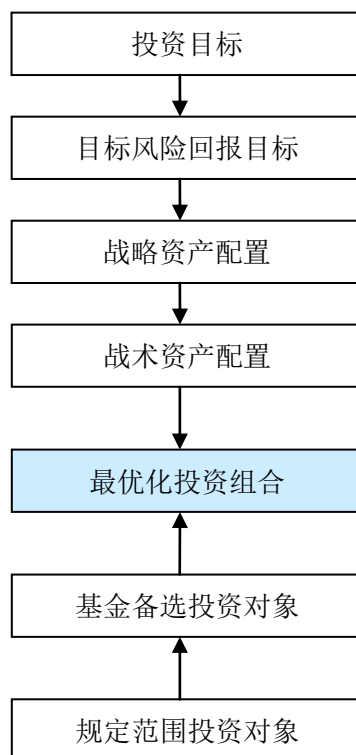 投资目标
目标风险回报目标
战略资产配置
战术资产配置
最优化投资组合
基金备选投资对象
规定范围投资对象